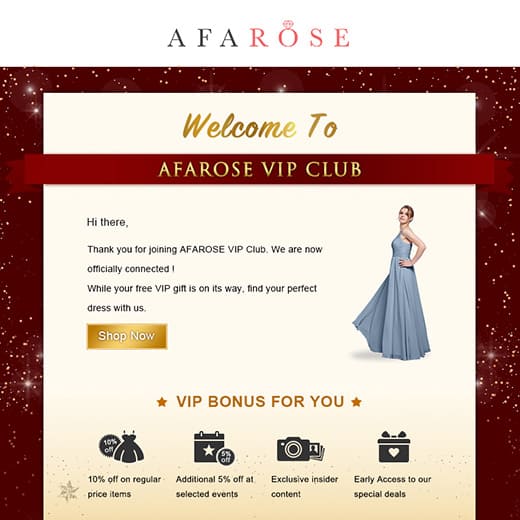 AFAROSE
Welcome To
AFAROSE VIP CLUB
Hi there,
Thank you for joining AFAROSE VIP Club. We are now
officially connected !
While your free VIP gift is on its way, find your perfect
dress with us.
Shop Now
VIP BONUS FOR YOU
10%
off
5%
off
10% off on regular
price items
Additional 5% off at
selected events
Exclusive insider
content
Early Access to our
special deals